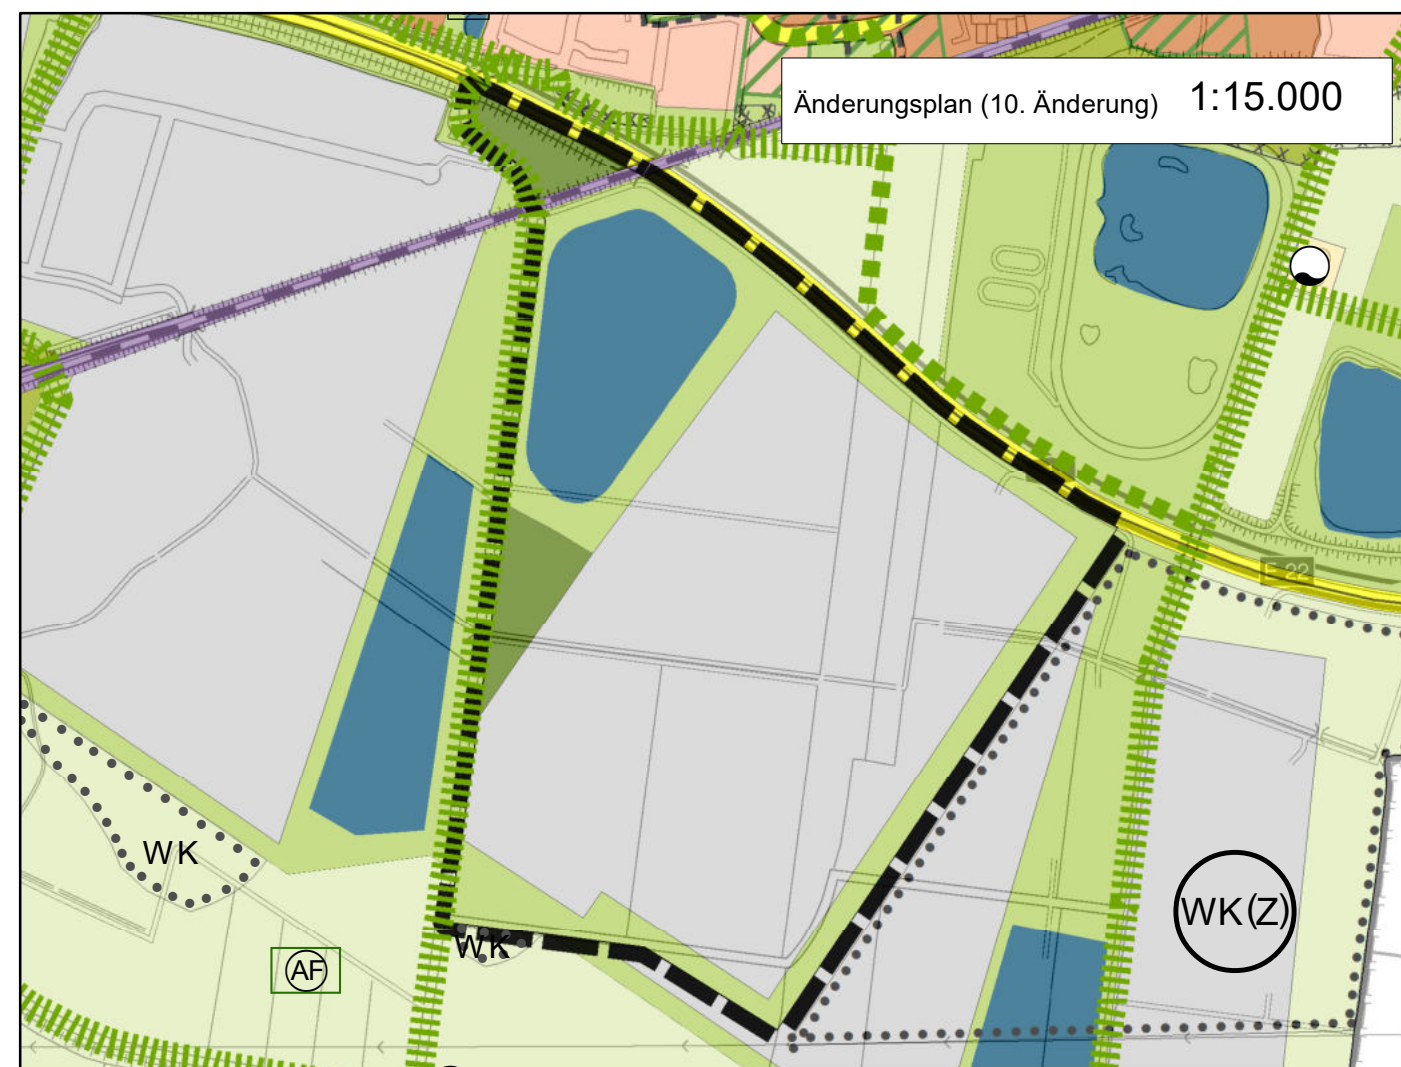 Änderungsplan (10. Änderung) 1:15.000
E 22
WK
WK(Z)
WK
AF